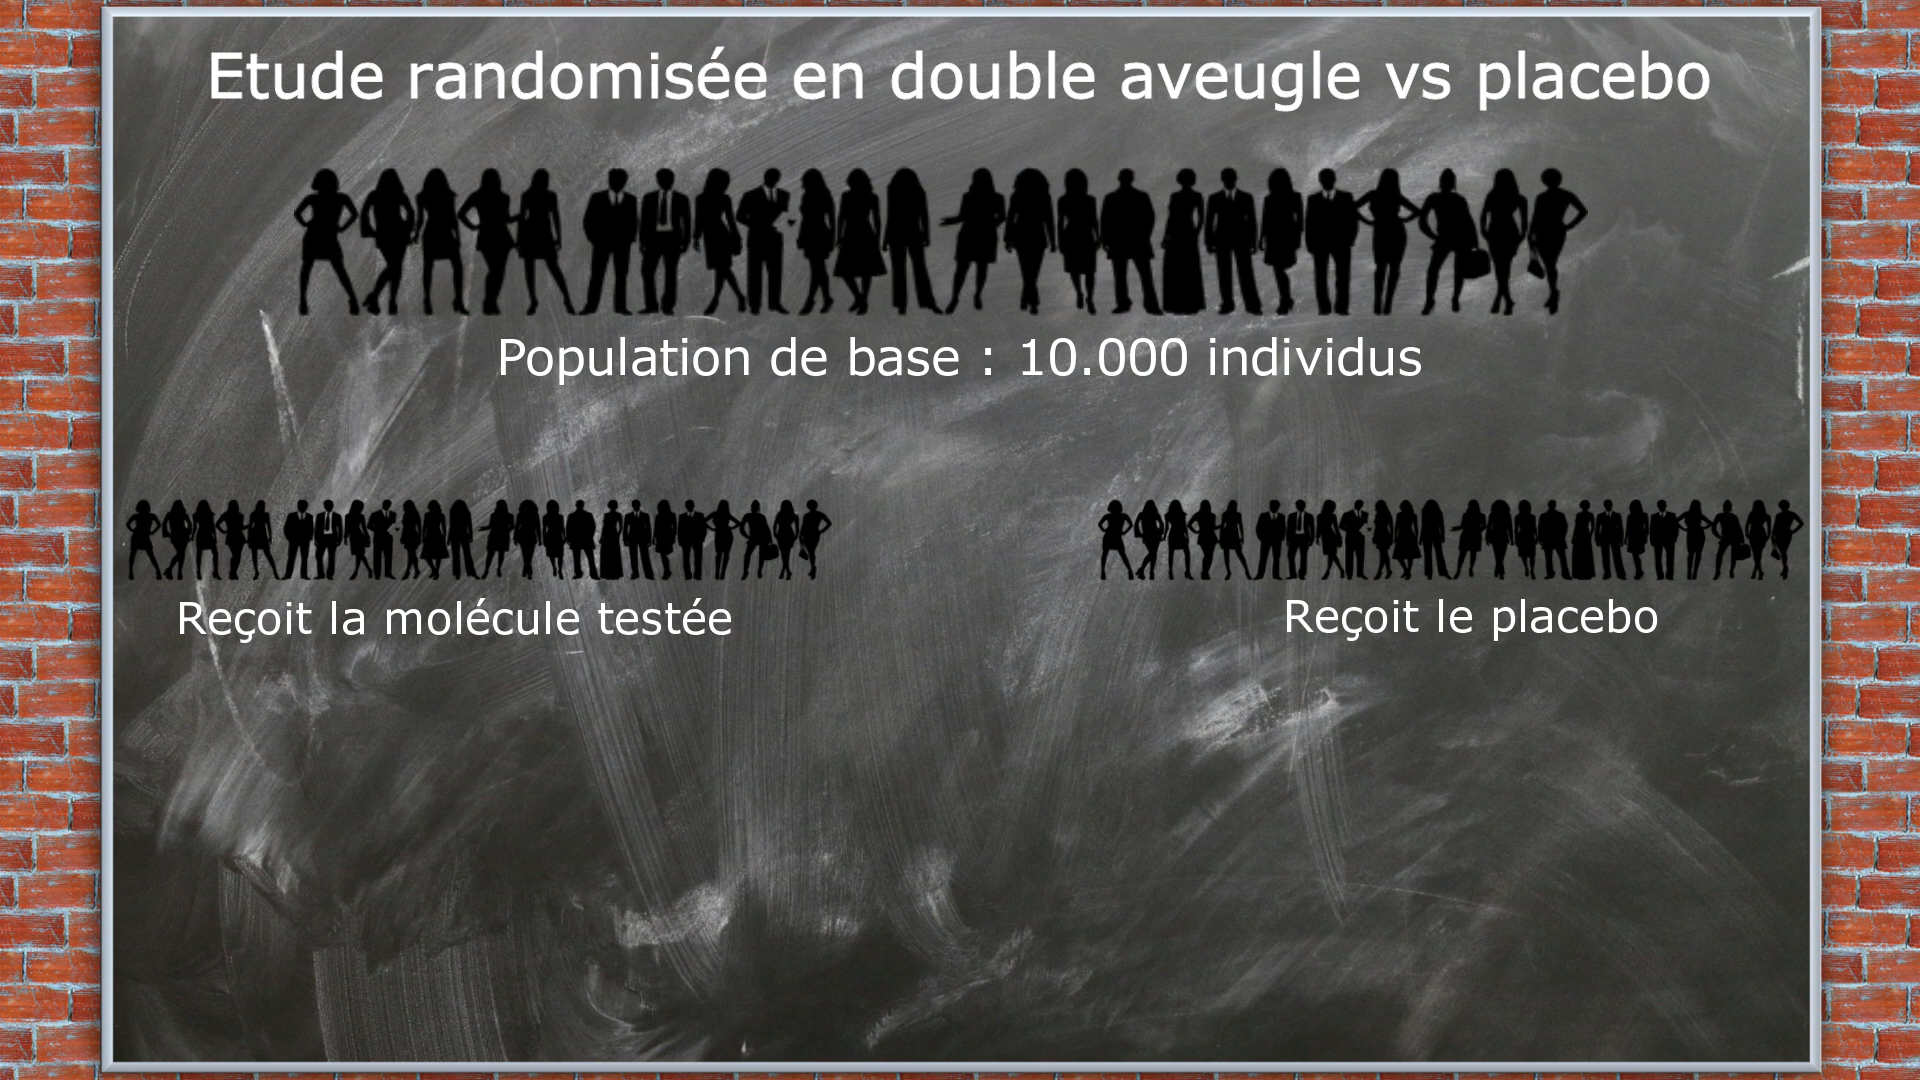 Etude randomisée en double aveugle vs placebo
Population de base : 10.000 individus
Reçoit la molécule testée
Reçoit le placebo